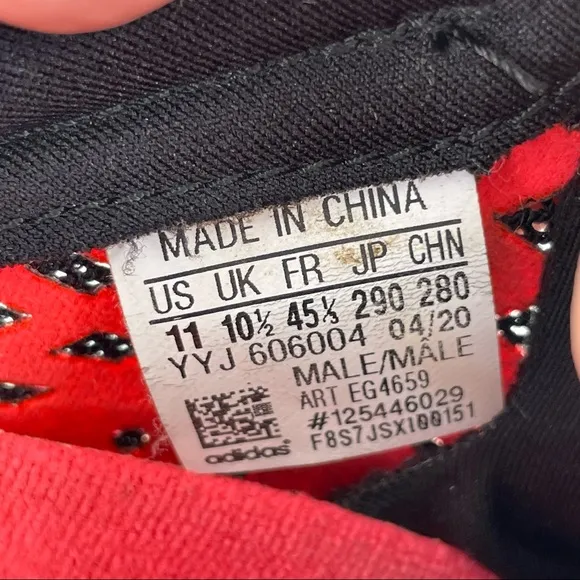 MADE IN CHINA
US UK FR JP CHN
11 10½ 45⅓ 290 280
YYJ 606004 04/20
MALE/MÂLE
ART EG4659
#125446029
F8S7JSXI00151
adidas